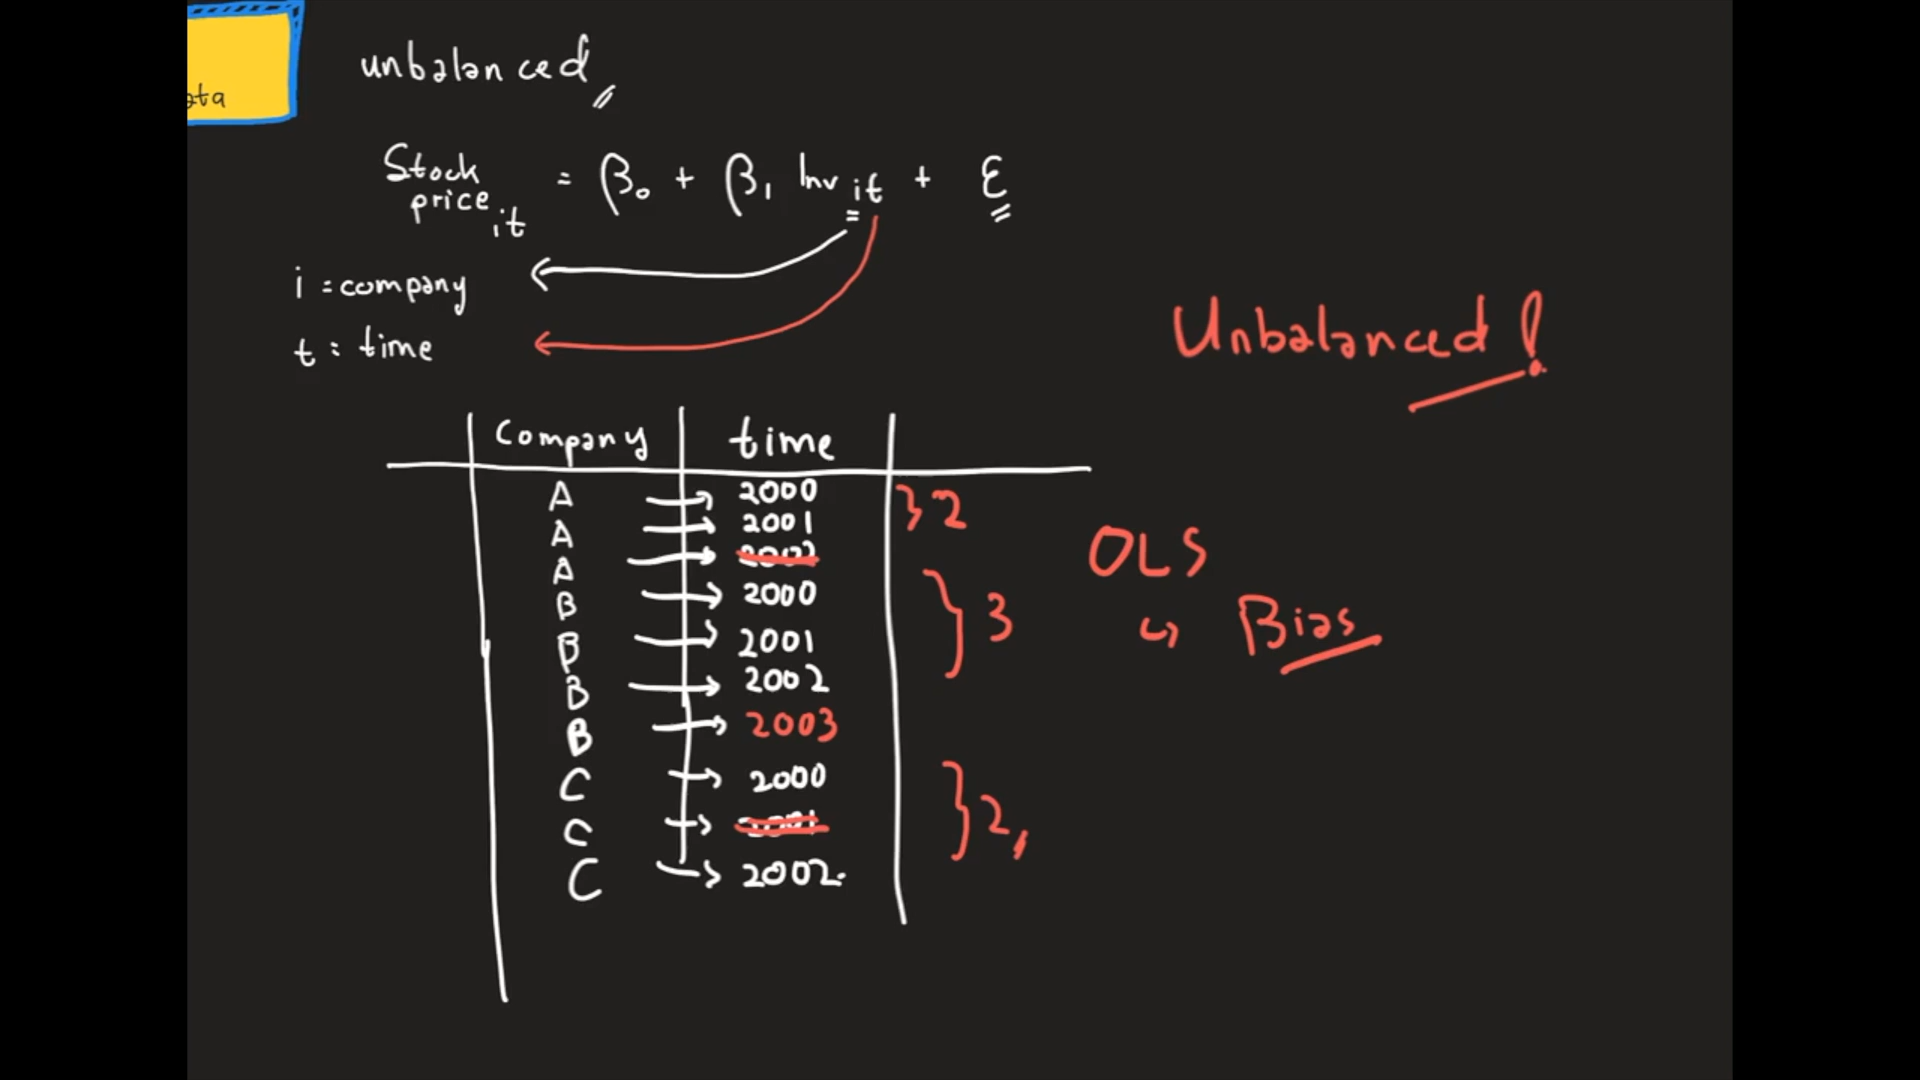 ata
unbalanced
Stock price it = β0 + β1 Inv it + ε
i = company
t = time
Unbalanced!
Company time
A → 2000
A → 2001 } 2
A →
B → 2000
B → 2001 } 3
B → 2002
B → 2003
C → 2000
C → 2001 } 2,
C → 2002.
OLS
↪ Bias